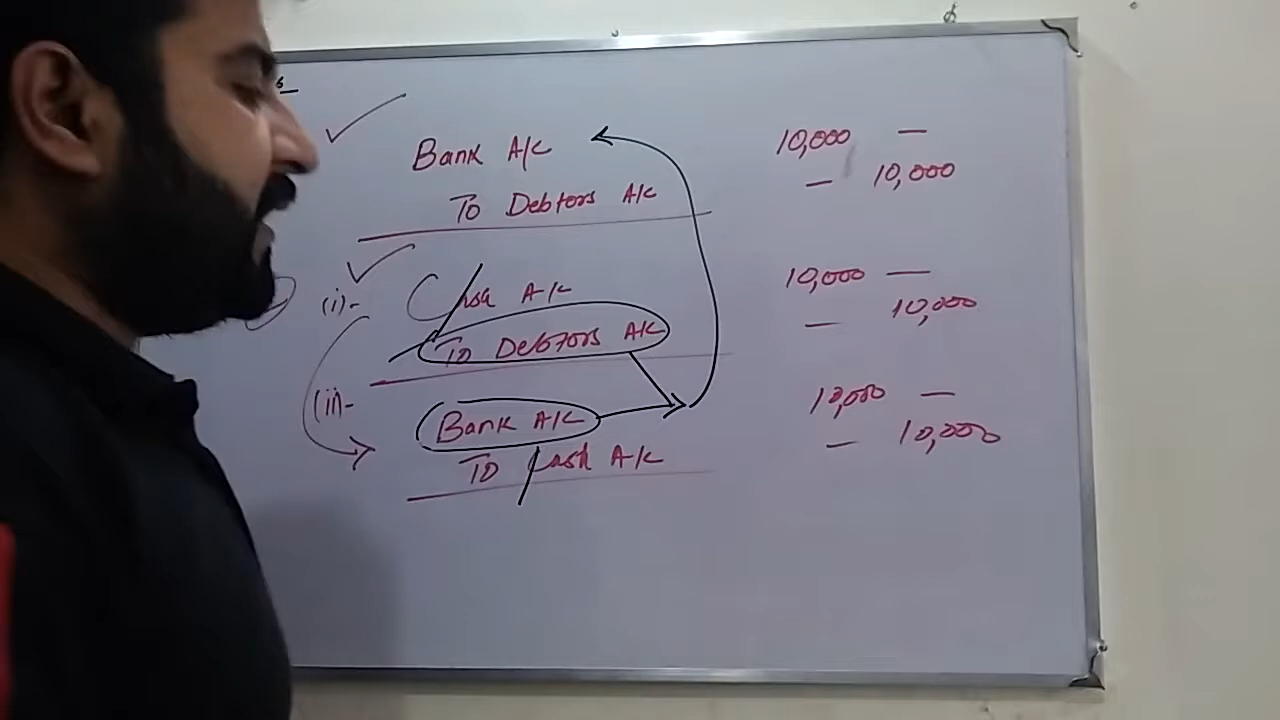 Bank A/C 10,000 —
To Debtors A/C — 10,000
(i)- Cash A/C 10,000 —
To Debtors A/C — 10,000
(ii)- Bank A/C 10,000 —
To Cash A/C — 10,000